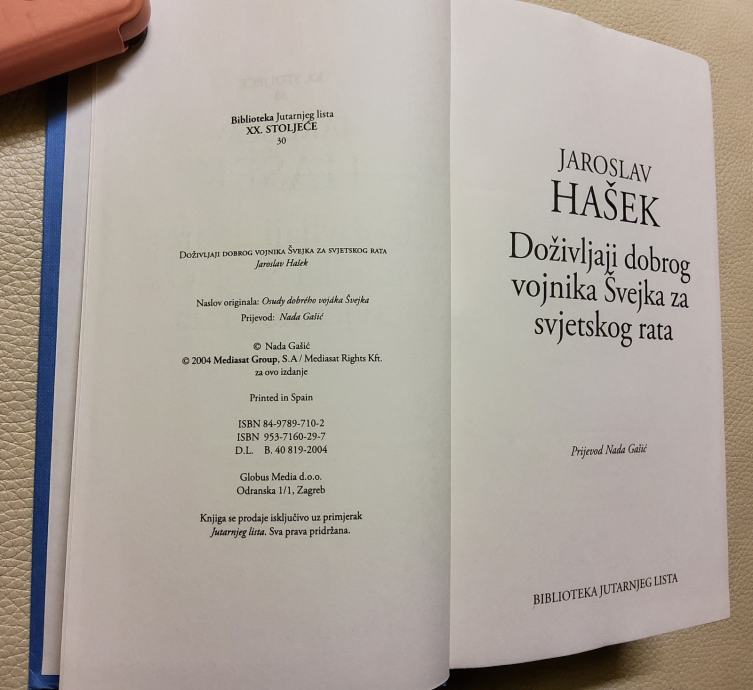 Biblioteka Jutarnjeg lista
XX. STOLJEĆE
30
Doživljaji dobrog vojnika Švejka za svjetskog rata
Jaroslav Hašek
Naslov originala: Osudy dobrého vojáka Švejka
Prijevod: Nada Gašić
© Nada Gašić
© 2004 Mediasat Group, S.A / Mediasat Rights Kft.
za ovo izdanje
Printed in Spain
ISBN 84-9789-710-2
ISBN 953-7160-29-7
D.L. B. 40 819-2004
Globus Media d.o.o.
Odranska 1/1, Zagreb
Knjiga se prodaje isključivo uz primjerak
Jutarnjeg lista. Sva prava pridržana.
JAROSLAV
HAŠEK
Doživljaji dobrog
vojnika Švejka za
svjetskog rata
Prijevod Nada Gašić
BIBLIOTEKA JUTARNJEG LISTA